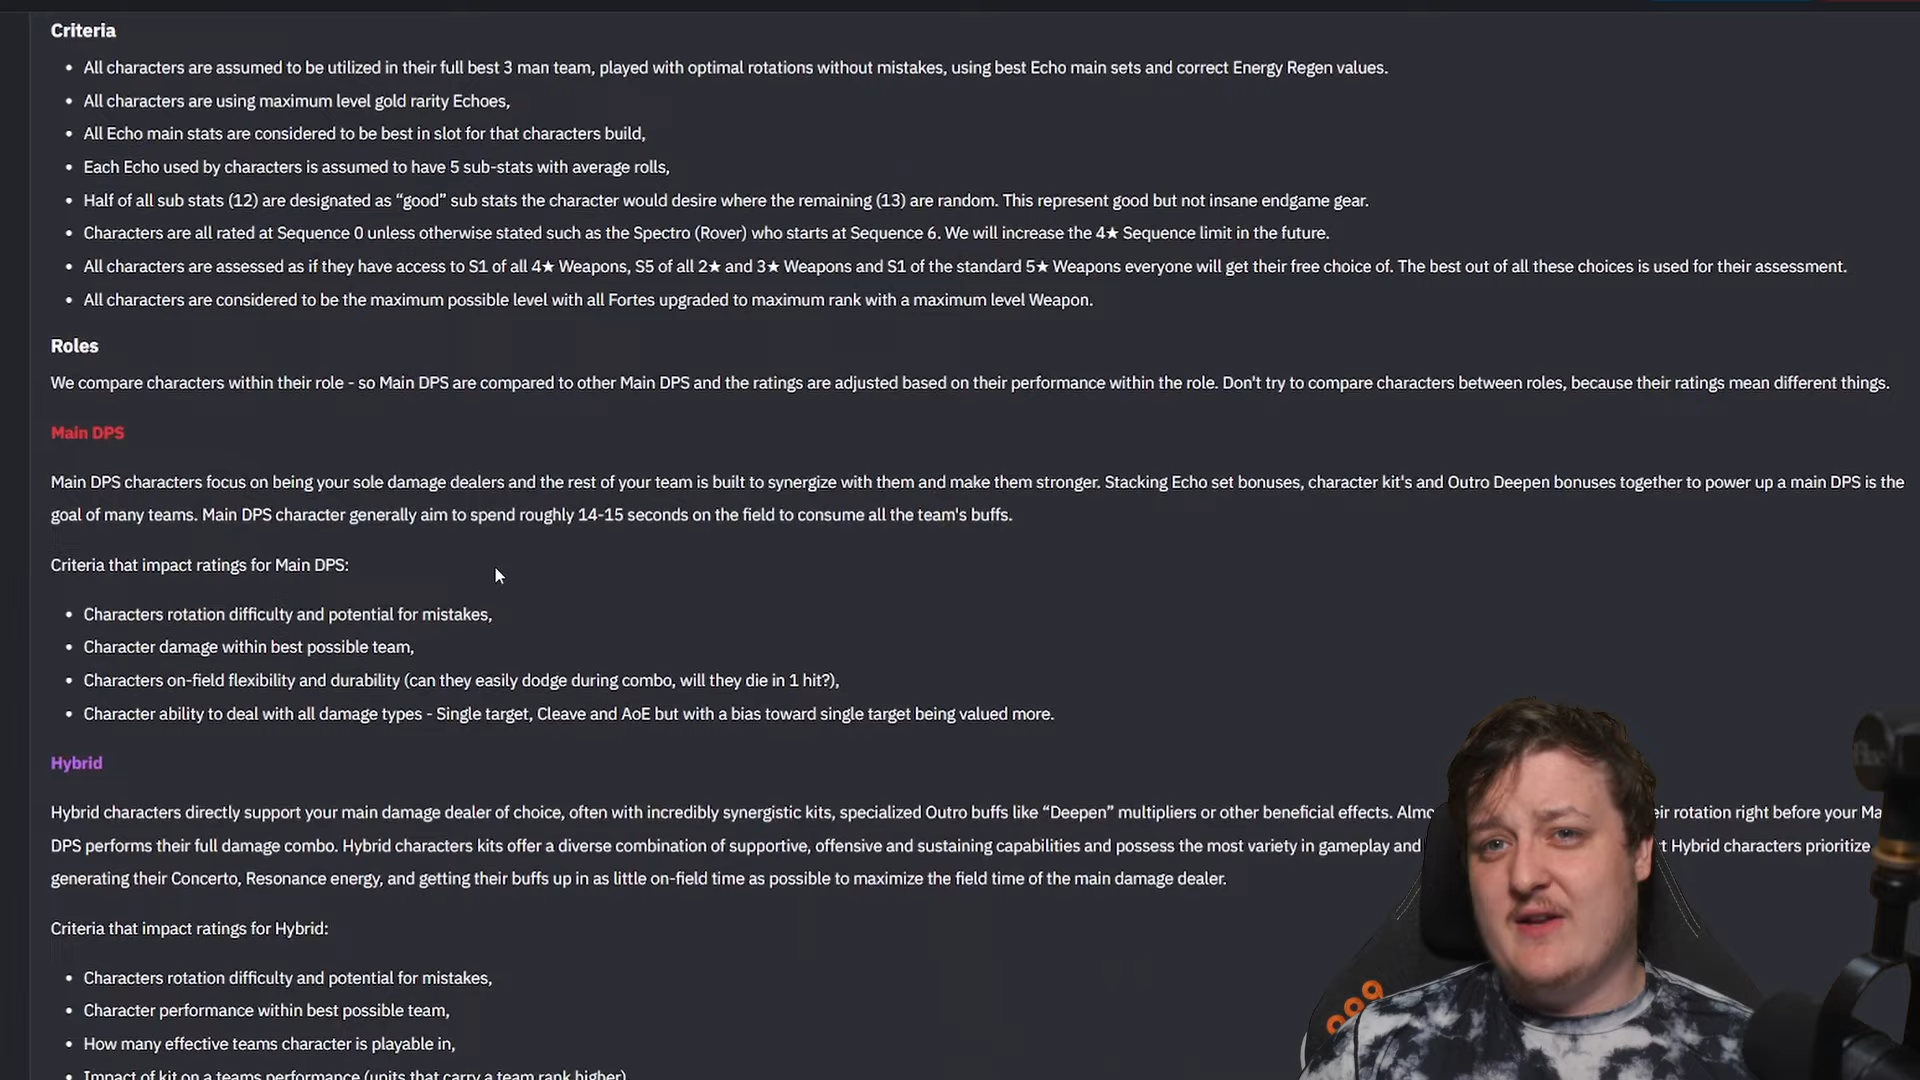 Criteria
• All characters are assumed to be utilized in their full best 3 man team, played with optimal rotations without mistakes, using best Echo main sets and correct Energy Regen values.
• All characters are using maximum level gold rarity Echoes,
• All Echo main stats are considered to be best in slot for that characters build,
• Each Echo used by characters is assumed to have 5 sub-stats with average rolls,
• Half of all sub stats (12) are designated as “good” sub stats the character would desire where the remaining (13) are random. This represent good but not insane endgame gear.
• Characters are all rated at Sequence 0 unless otherwise stated such as the Spectro (Rover) who starts at Sequence 6. We will increase the 4★ Sequence limit in the future.
• All characters are assessed as if they have access to S1 of all 4★ Weapons, S5 of all 2★ and 3★ Weapons and S1 of the standard 5★ Weapons everyone will get their free choice of. The best out of all these choices is used for their assessment.
• All characters are considered to be the maximum possible level with all Fortes upgraded to maximum rank with a maximum level Weapon.
Roles
We compare characters within their role - so Main DPS are compared to other Main DPS and the ratings are adjusted based on their performance within the role. Don't try to compare characters between roles, because their ratings mean different things.
Main DPS
Main DPS characters focus on being your sole damage dealers and the rest of your team is built to synergize with them and make them stronger. Stacking Echo set bonuses, character kit's and Outro Deepen bonuses together to power up a main DPS is the
goal of many teams. Main DPS character generally aim to spend roughly 14-15 seconds on the field to consume all the team's buffs.
Criteria that impact ratings for Main DPS:
• Characters rotation difficulty and potential for mistakes,
• Character damage within best possible team,
• Characters on-field flexibility and durability (can they easily dodge during combo, will they die in 1 hit?),
• Character ability to deal with all damage types - Single target, Cleave and AoE but with a bias toward single target being valued more.
Hybrid
Hybrid characters directly support your main damage dealer of choice, often with incredibly synergistic kits, specialized Outro buffs like “Deepen” multipliers or other beneficial effects. rotation right before your
DPS performs their full damage combo. Hybrid characters kits offer a diverse combination of supportive, offensive and sustaining capabilities and possess the most variety in gameplay and Hybrid characters prioritize
generating their Concerto, Resonance energy, and getting their buffs up in as little on-field time as possible to maximize the field time of the main damage dealer.
Criteria that impact ratings for Hybrid:
• Characters rotation difficulty and potential for mistakes,
• Character performance within best possible team,
• How many effective teams character is playable in,
• Impact of kit on a teams performance (units that carry a team rank higher)